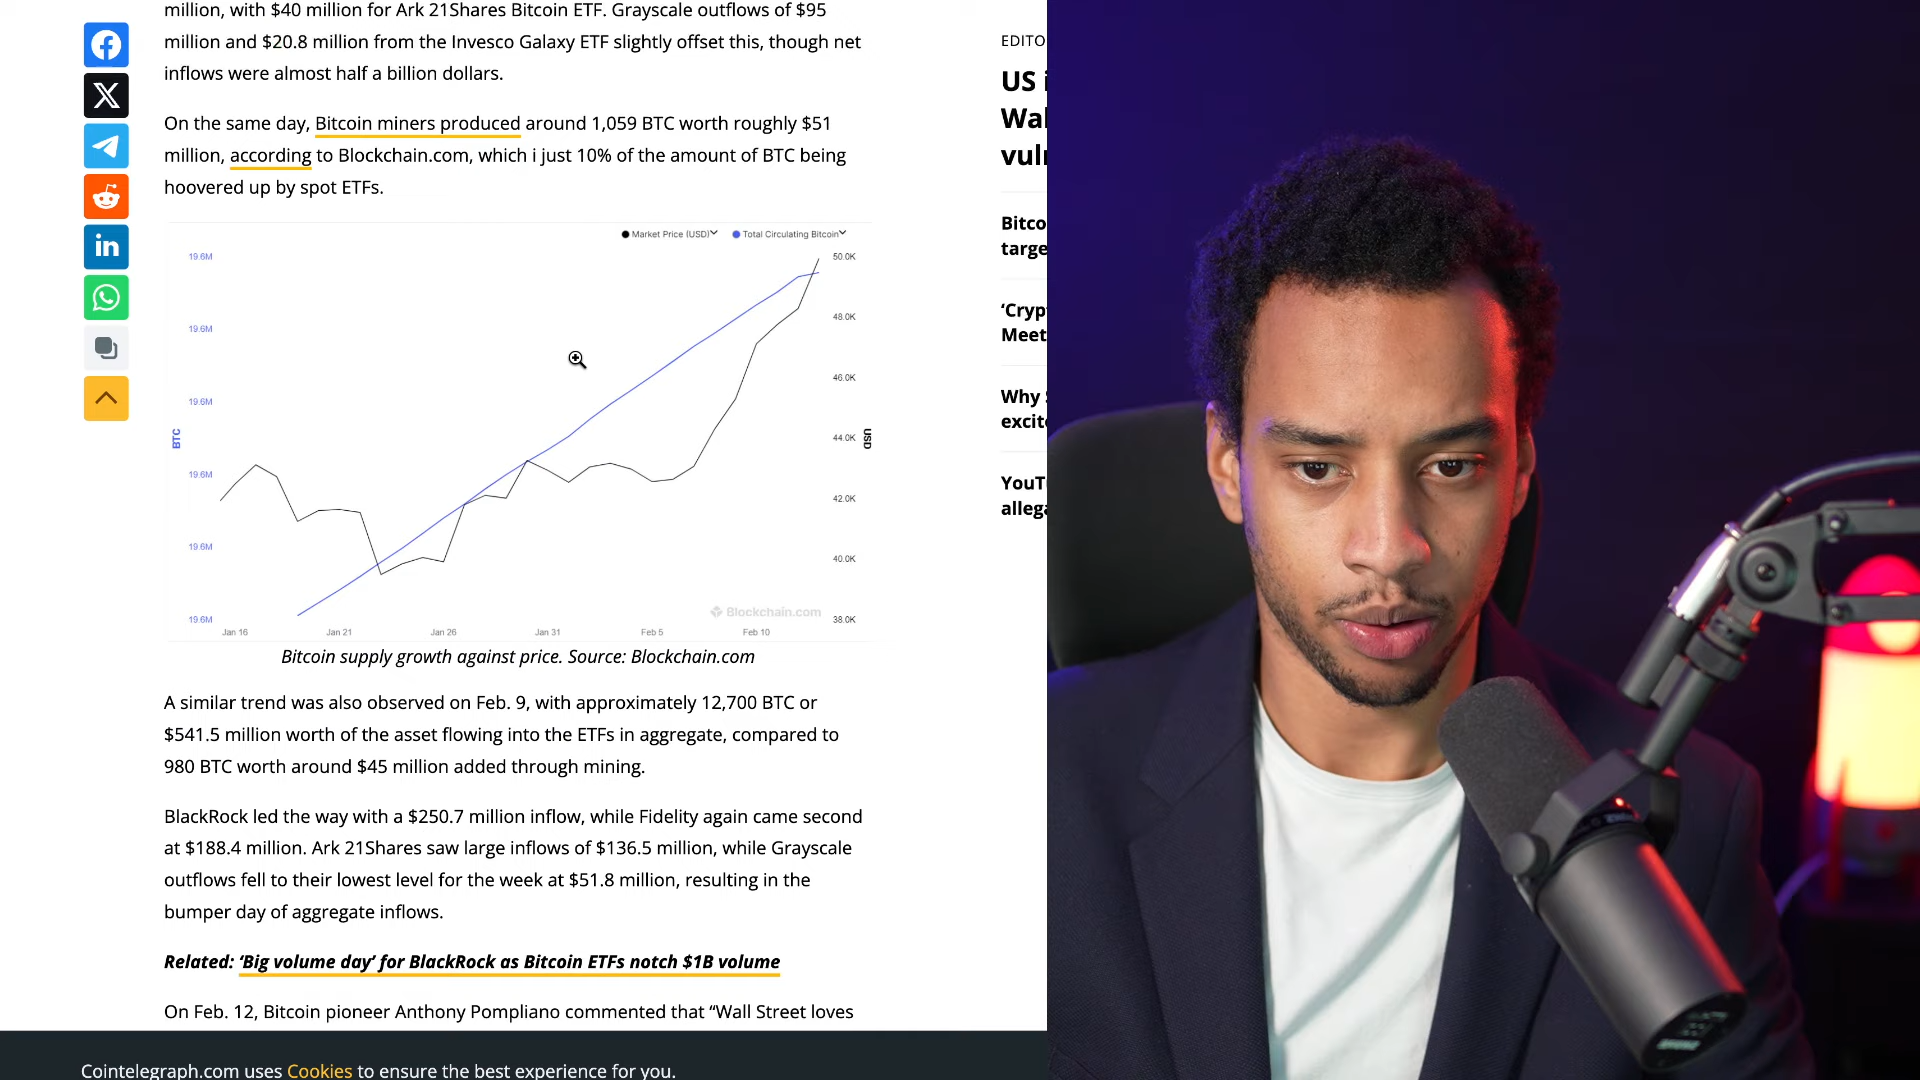 million, with $40 million for Ark 21Shares Bitcoin ETF. Grayscale outflows of $95
million and $20.8 million from the Invesco Galaxy ETF slightly offset this, though net
inflows were almost half a billion dollars.
On the same day, Bitcoin miners produced around 1,059 BTC worth roughly $51
million, according to Blockchain.com, which i just 10% of the amount of BTC being
hoovered up by spot ETFs.
Market Price (USD) Total Circulating Bitcoin
19.6M
19.6M
19.6M
19.6M
19.6M
19.6M
BTC
50.0K
48.0K
46.0K
44.0K
42.0K
40.0K
38.0K
USD
Blockchain.com
Jan 16 Jan 21 Jan 26 Jan 31 Feb 5 Feb 10
Bitcoin supply growth against price. Source: Blockchain.com
A similar trend was also observed on Feb. 9, with approximately 12,700 BTC or
$541.5 million worth of the asset flowing into the ETFs in aggregate, compared to
980 BTC worth around $45 million added through mining.
BlackRock led the way with a $250.7 million inflow, while Fidelity again came second
at $188.4 million. Ark 21Shares saw large inflows of $136.5 million, while Grayscale
outflows fell to their lowest level for the week at $51.8 million, resulting in the
bumper day of aggregate inflows.
Related: ‘Big volume day’ for BlackRock as Bitcoin ETFs notch $1B volume
On Feb. 12, Bitcoin pioneer Anthony Pompliano commented that “Wall Street loves
Cointelegraph.com uses Cookies to ensure the best experience for you.
EDITO
US
Wal
vuln
Bitco
targe
‘Cryp
Meet
Why
excite
YouT
allega